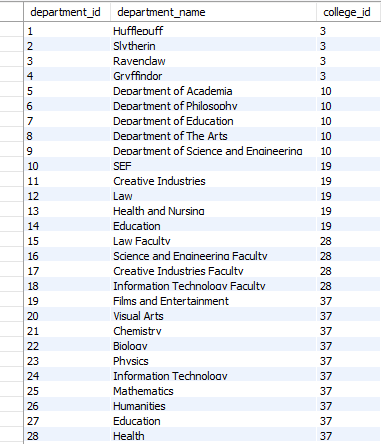 department_id department_name college_id
1 Hufflepuff 3
2 Slytherin 3
3 Ravenclaw 3
4 Gryffindor 3
5 Department of Academia 10
6 Department of Philosophy 10
7 Department of Education 10
8 Department of The Arts 10
9 Department of Science and Engineering 10
10 SEF 19
11 Creative Industries 19
12 Law 19
13 Health and Nursing 19
14 Education 19
15 Law Faculty 28
16 Science and Engineering Faculty 28
17 Creative Industries Faculty 28
18 Information Technology Faculty 28
19 Films and Entertainment 37
20 Visual Arts 37
21 Chemistry 37
22 Biology 37
23 Physics 37
24 Information Technology 37
25 Mathematics 37
26 Humanities 37
27 Education 37
28 Health 37